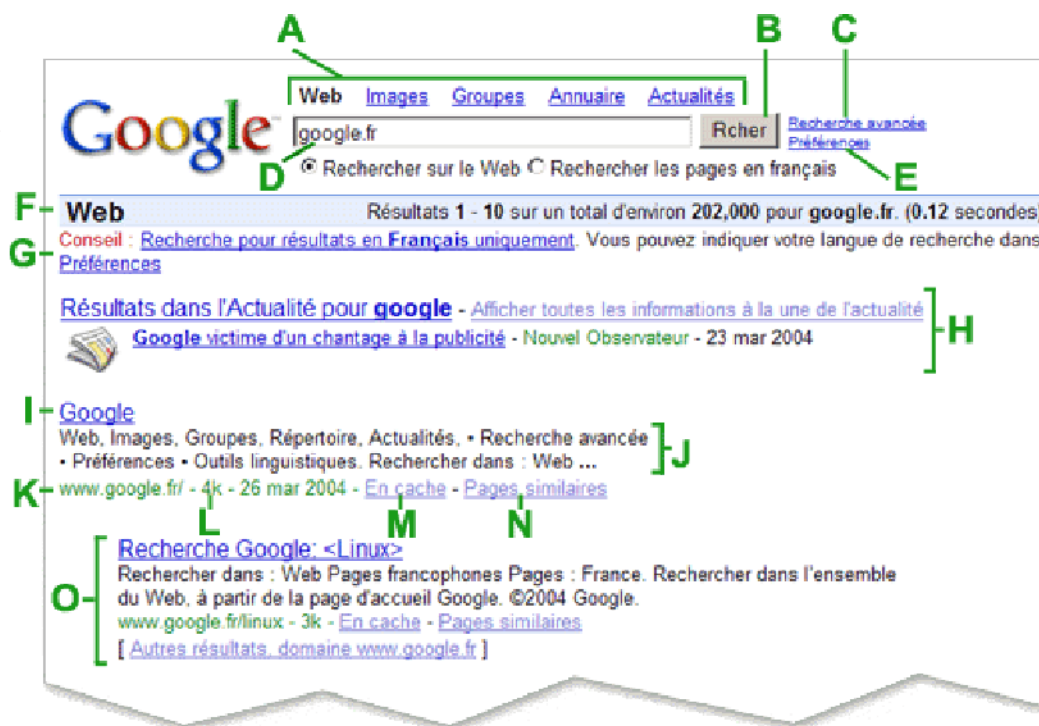 A B C
Web Images Groupes Annuaire Actualités
Google™
google.fr Rcher Recherche avancée
Préférences
D E
Rechercher sur le Web Rechercher les pages en français
F Web Résultats 1 - 10 sur un total d'environ 202,000 pour google.fr. (0.12 secondes)
G Conseil : Recherche pour résultats en Français uniquement. Vous pouvez indiquer votre langue de recherche dans
Préférences
Résultats dans l'Actualité pour google - Afficher toutes les informations à la une de l'actualité
H
Google victime d'un chantage à la publicité - Nouvel Observateur - 23 mar 2004
I Google
Web, Images, Groupes, Répertoire, Actualités, • Recherche avancée
J
• Préférences • Outils linguistiques. Rechercher dans : Web ...
K www.google.fr/ - 4k - 26 mar 2004 - En cache - Pages similaires
L M N
Recherche Google: <Linux>
Rechercher dans : Web Pages francophones Pages : France. Rechercher dans l'ensemble
O du Web, à partir de la page d'accueil Google. ©2004 Google.
www.google.fr/linux - 3k - En cache - Pages similaires
[ Autres résultats, domaine www.google.fr ]